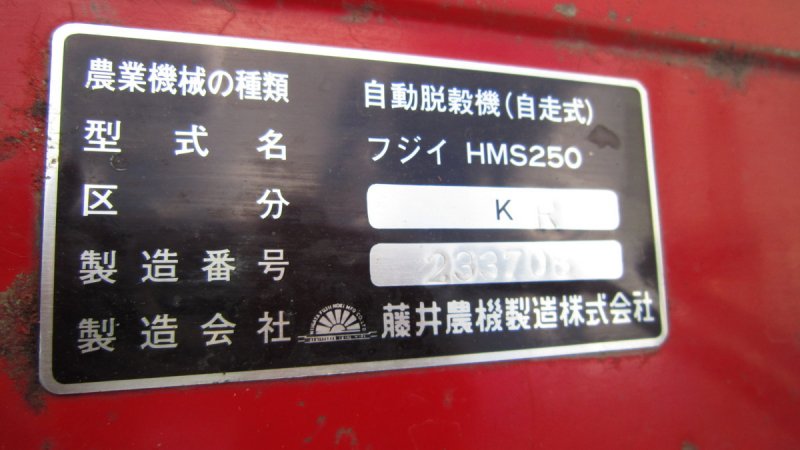 農業機械の種類 自動脱穀機(自走式)
型式名 フジイ HMS250
区分 K
製造番号
製造会社 藤井農機製造株式会社